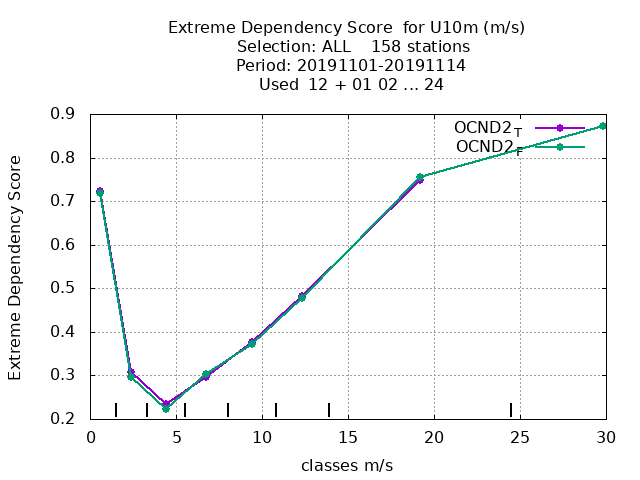 Extreme Dependency Score  for U10m (m/s)
Selection: ALL    158 stations
Period: 20191101-20191114
Used  12 + 01 02 ... 24
OCND2T
OCND2F
Extreme Dependency Score
0.9
0.8
0.7
0.6
0.5
0.4
0.3
0.2
0 5 10 15 20 25 30
classes m/s